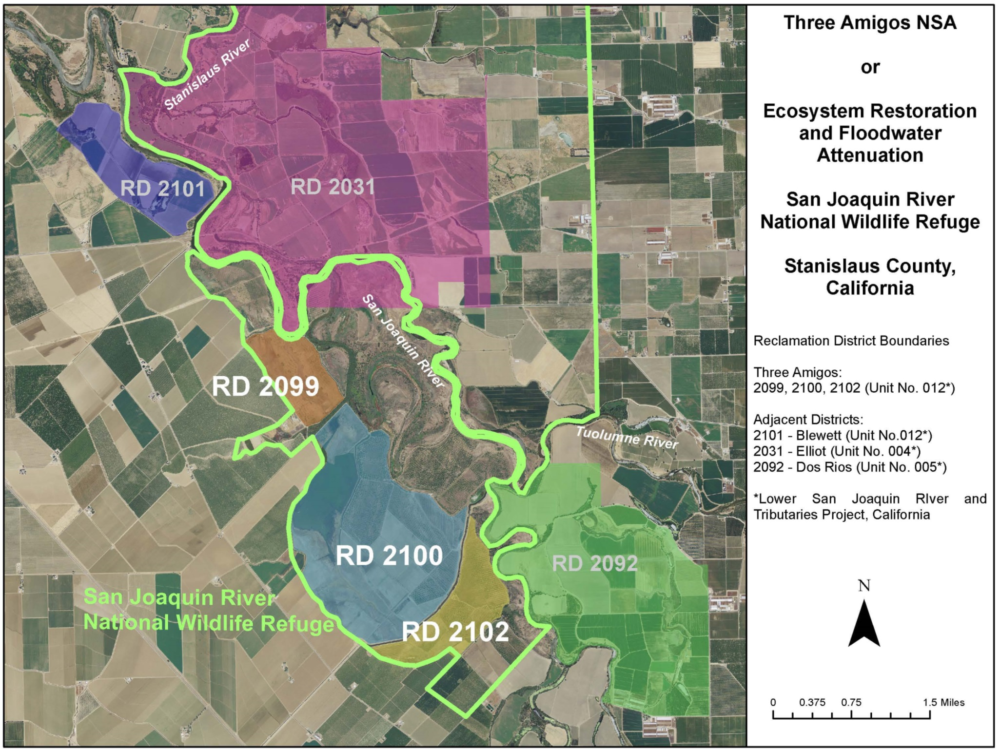 Three Amigos NSA
or
Ecosystem Restoration
and Floodwater
Attenuation
San Joaquin River
National Wildlife Refuge
Stanislaus County,
California
Reclamation District Boundaries
Three Amigos:
2099, 2100, 2102 (Unit No. 012*)
Adjacent Districts:
2101 - Blewett (Unit No.012*)
2031 - Elliot (Unit No. 004*)
2092 - Dos Rios (Unit No. 005*)
*Lower San Joaquin RIver and
Tributaries Project, California
N
0 0.375 0.75 1.5 Miles
Stanislaus River
RD 2101
RD 2031
San Joaquin River
RD 2099
Tuolumne River
RD 2100
RD 2092
San Joaquin River
National Wildlife Refuge
RD 2102